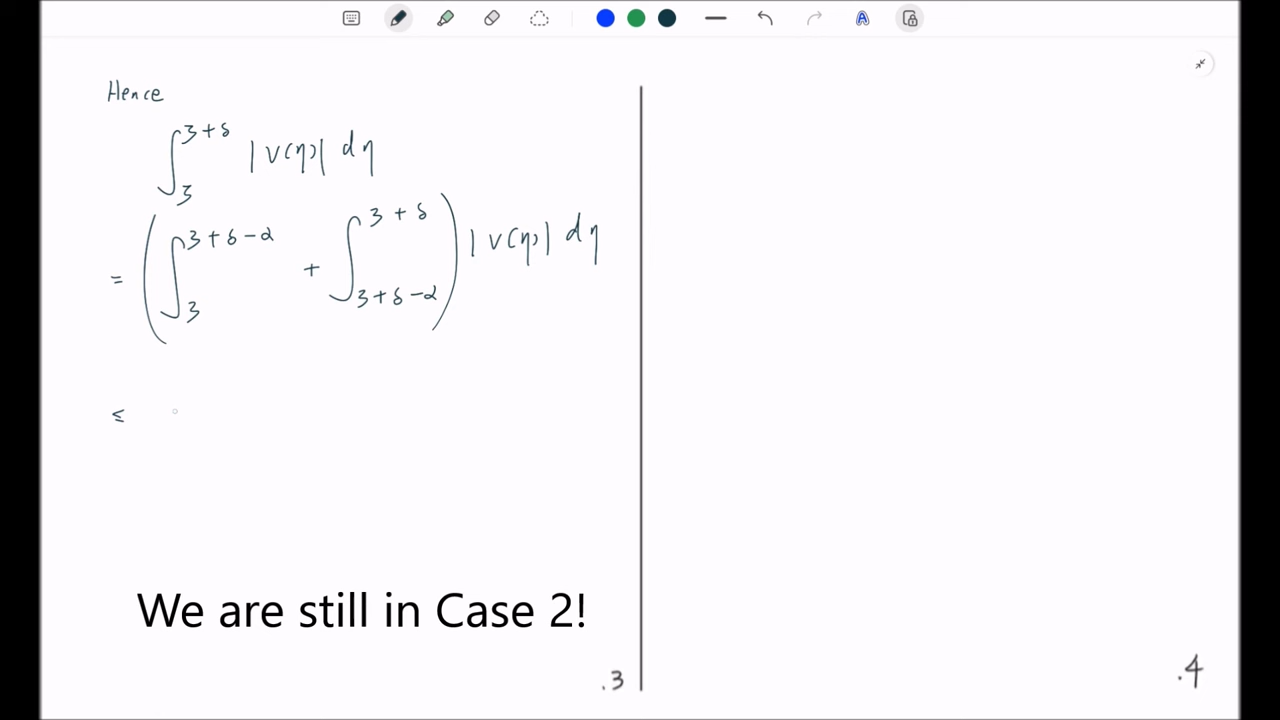 Hence
∫_3^{3+δ} |v(η)| dη
= ( ∫_3^{3+δ-α} + ∫_{3+δ-α}^{3+δ} ) |v(η)| dη
≤
We are still in Case 2!
.3
.4